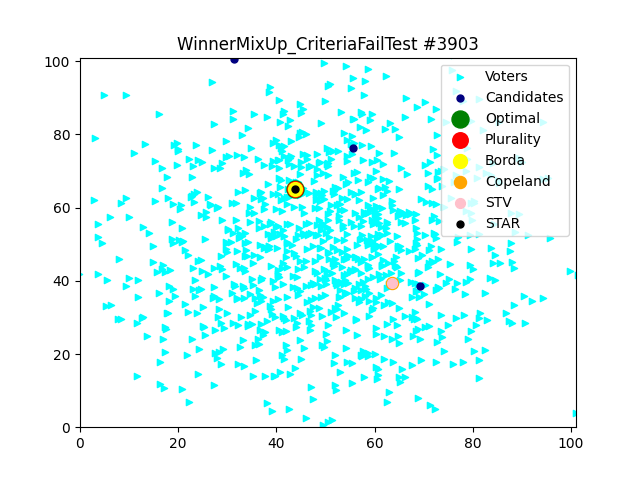 WinnerMixUp_CriteriaFailTest #3903
100
80
60
40
20
0
0
20
40
60
80
100
Voters
Candidates
Optimal
Plurality
Borda
Copeland
STV
STAR